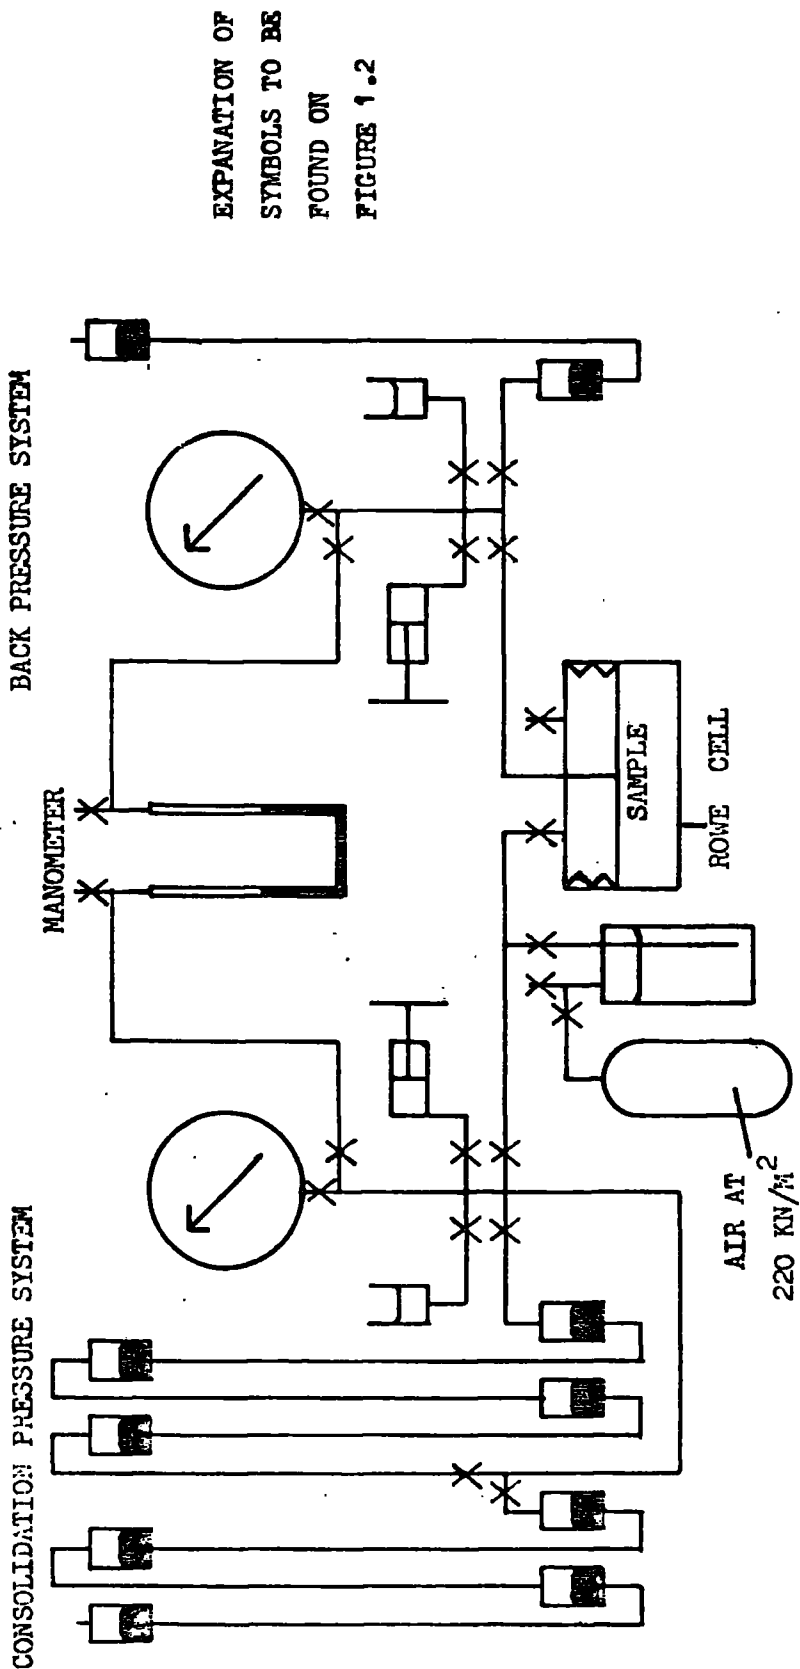 CONSOLIDATION PRESSURE SYSTEM
BACK PRESSURE SYSTEM
MANOMETER
EXPANATION OF
SYMBOLS TO BE
FOUND ON
FIGURE 1.2
SAMPLE
ROWE CELL
AIR AT
220 KN/M²